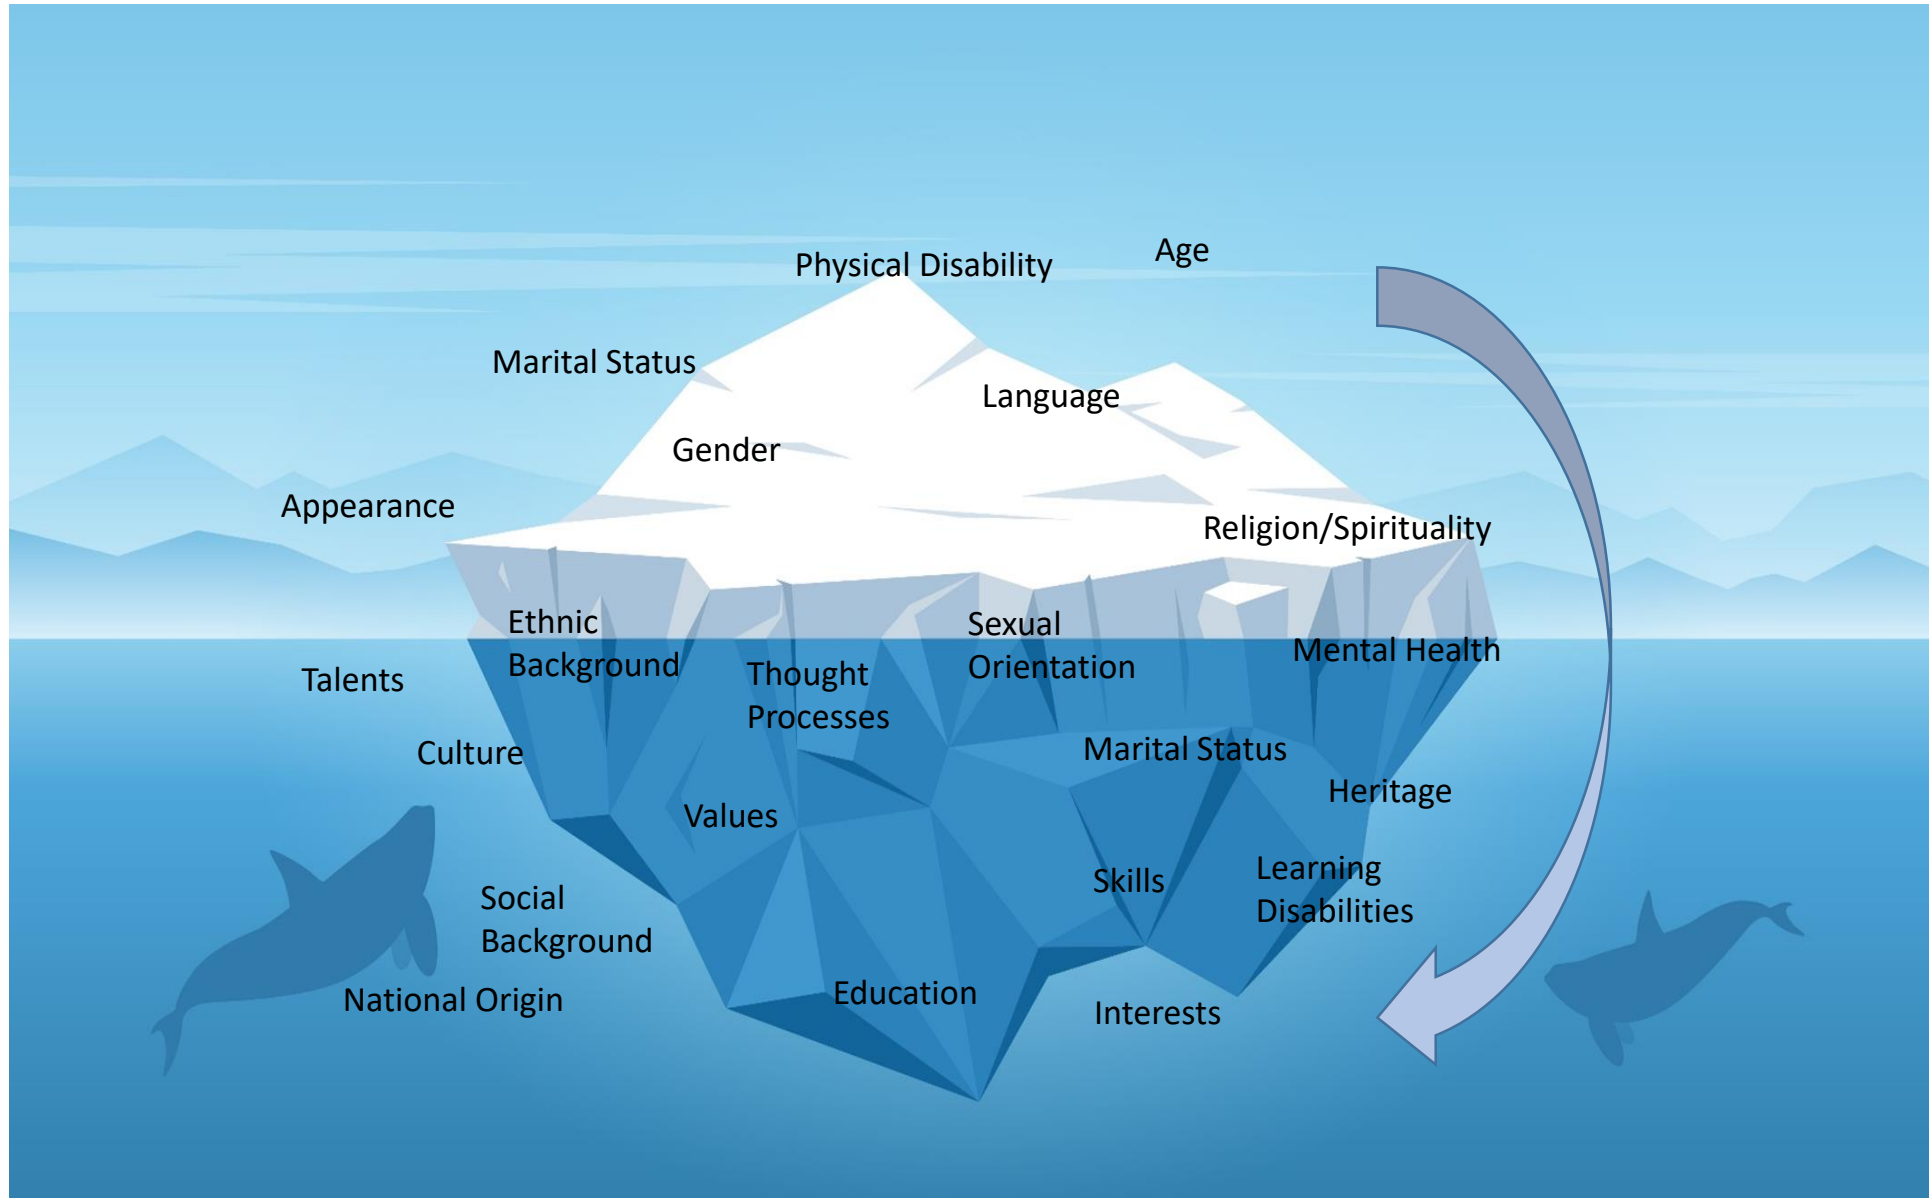 Age
Physical Disability
Marital Status
Language
Gender
Appearance
Religion/Spirituality
Ethnic
Background
Sexual
Orientation
Mental Health
Talents
Thought
Processes
Culture
Marital Status
Heritage
Values
Skills
Learning
Disabilities
Social
Background
National Origin
Education
Interests